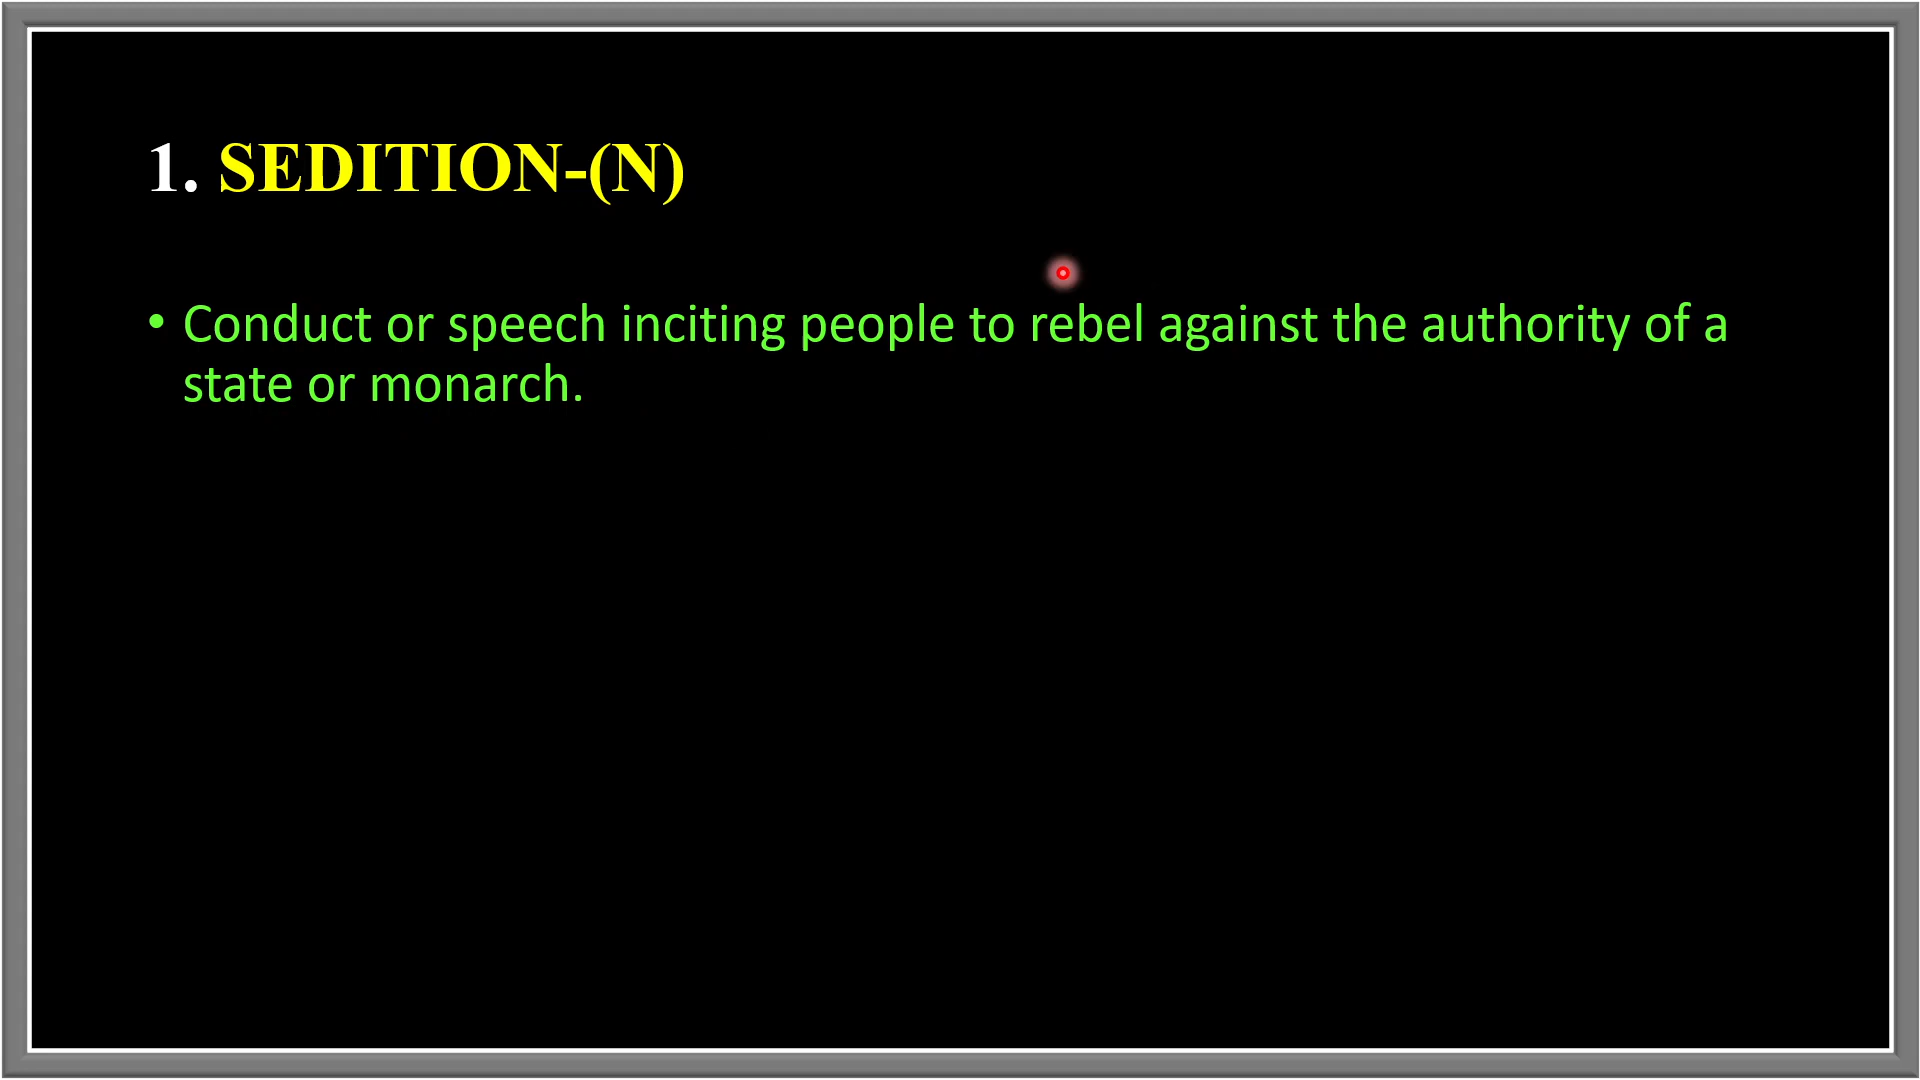 1. SEDITION-(N)
• Conduct or speech inciting people to rebel against the authority of a
state or monarch.